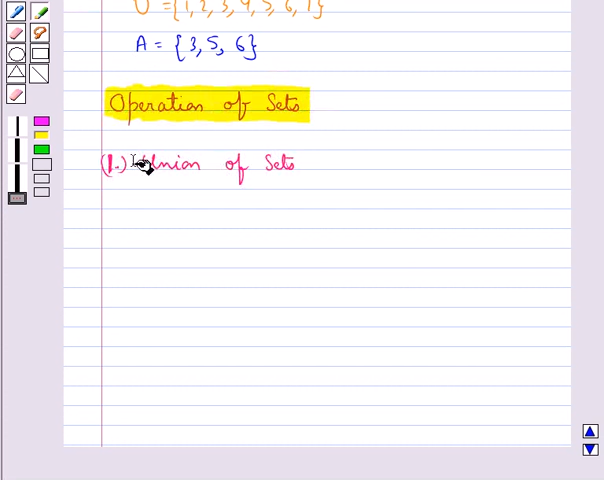 U = {1, 2, 3, 4, 5, 6, 7}
A = {3, 5, 6}
Operation of Sets
(1.) Union of Sets